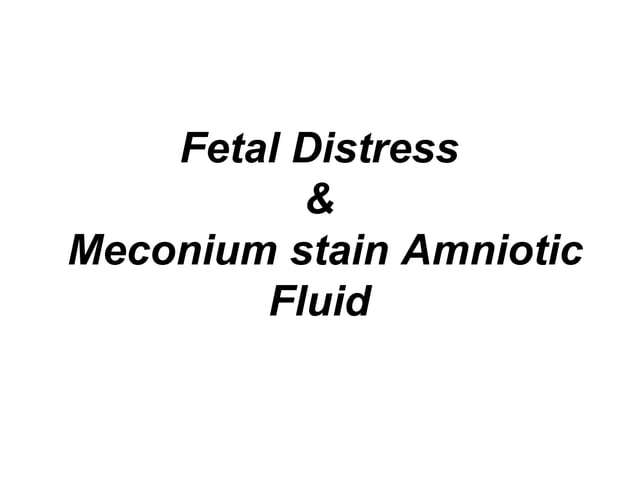 Fetal Distress
&
Meconium stain Amniotic
Fluid